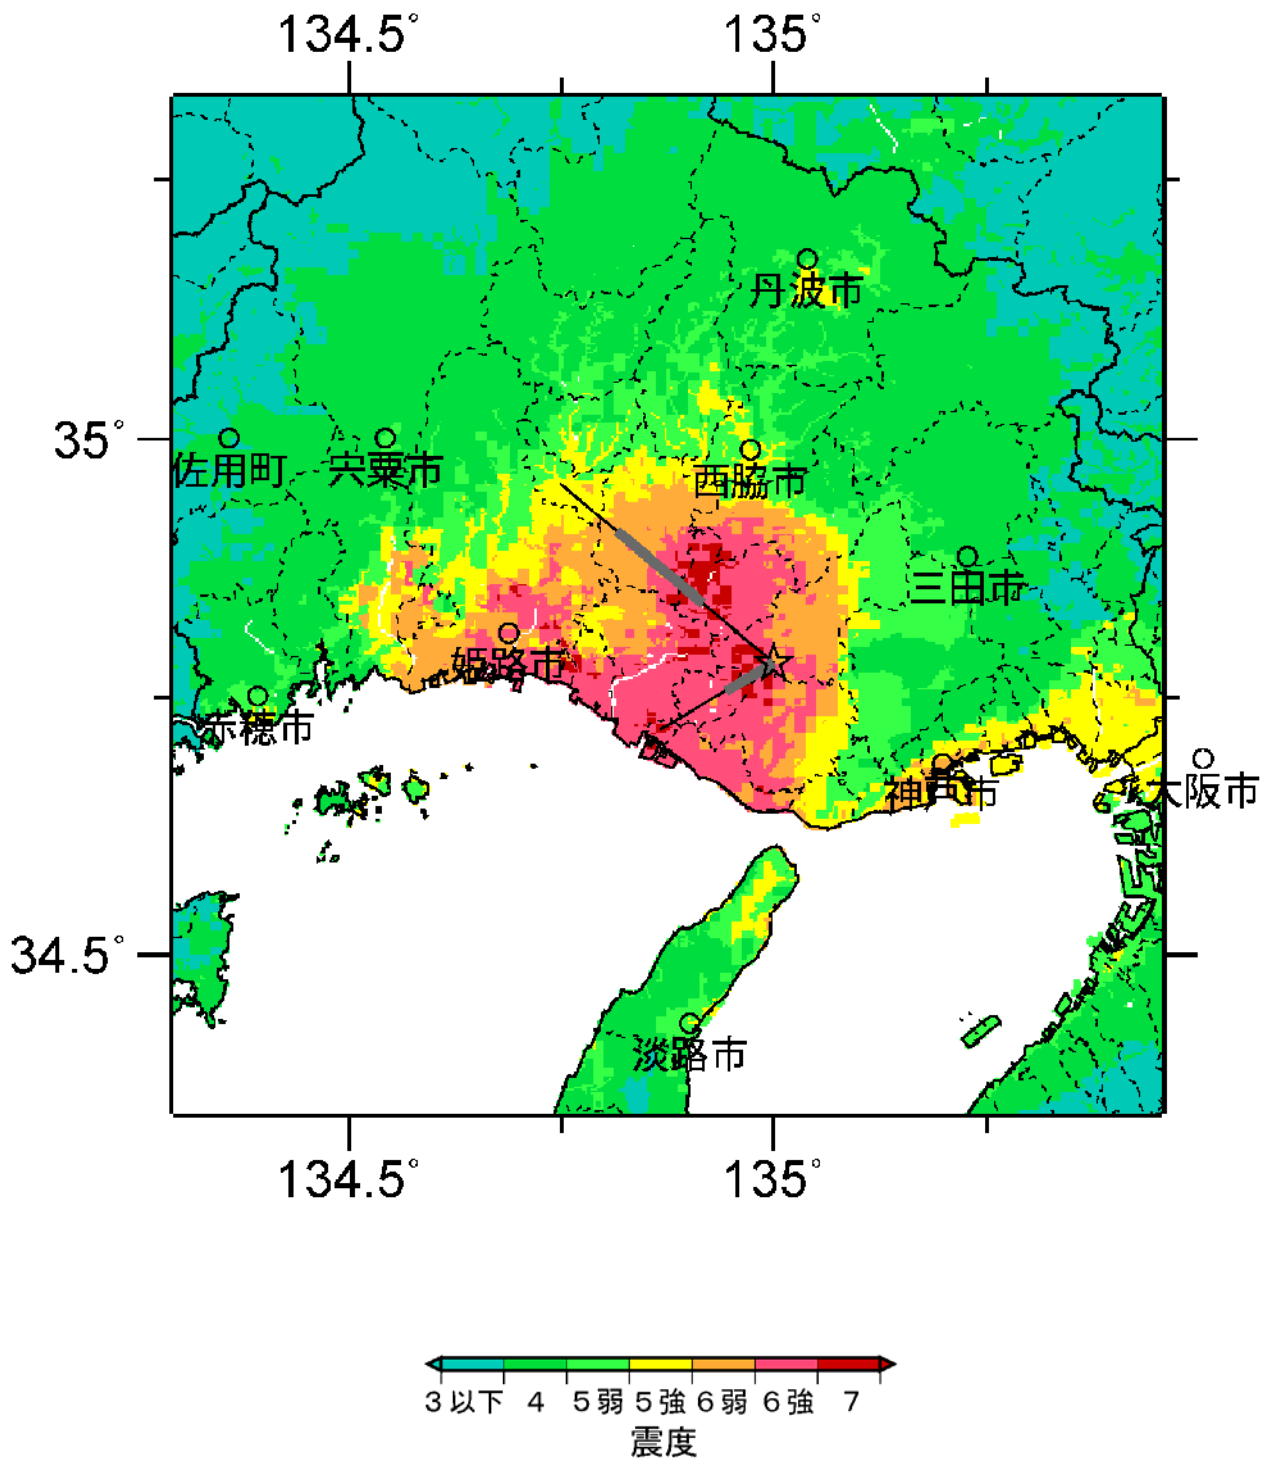 134.5° 135°
丹波市
35°
佐用町 宍粟市 西脇市
三田市
姫路市
赤穂市
神戸市 大阪市
34.5°
淡路市
134.5° 135°
3以下 4 5弱 5強 6弱 6強 7
震度